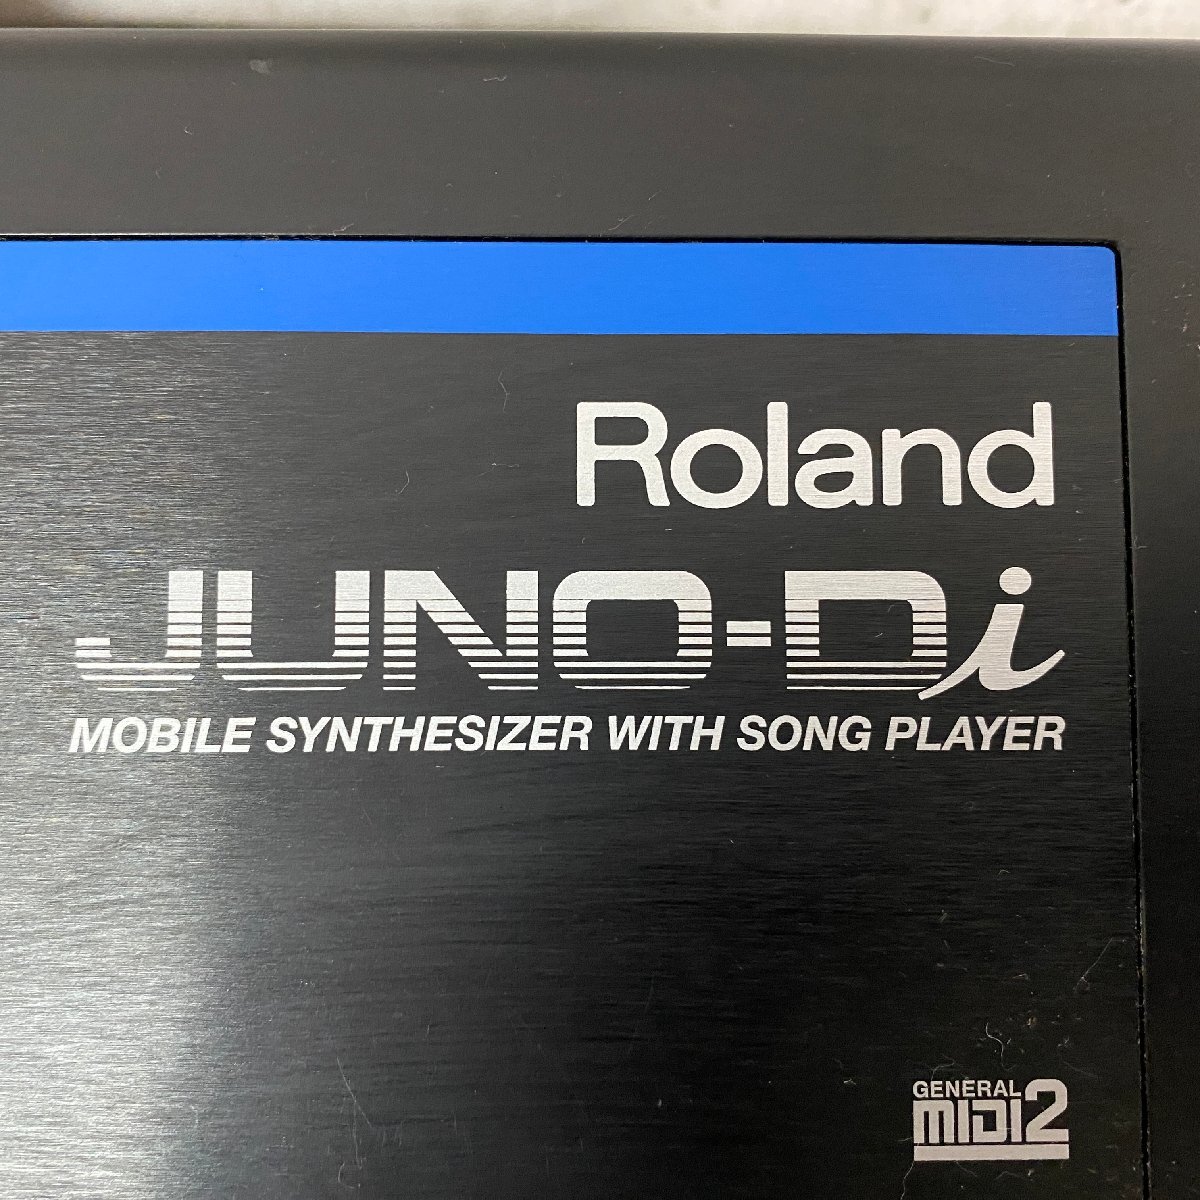 Roland
JUNO-Di
MOBILE SYNTHESIZER WITH SONG PLAYER
GENERAL
MIDI2